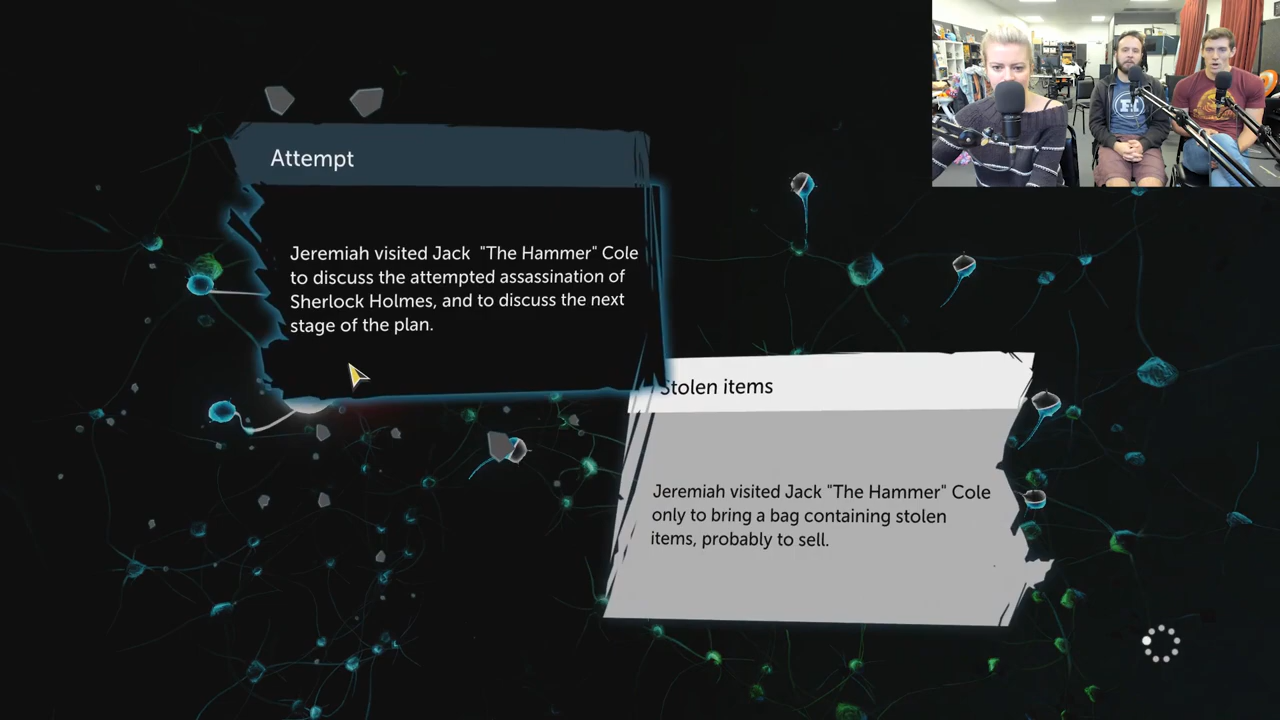 Attempt
Jeremiah visited Jack "The Hammer" Cole
to discuss the attempted assassination of
Sherlock Holmes, and to discuss the next
stage of the plan.
Stolen items
Jeremiah visited Jack "The Hammer" Cole
only to bring a bag containing stolen
items, probably to sell.